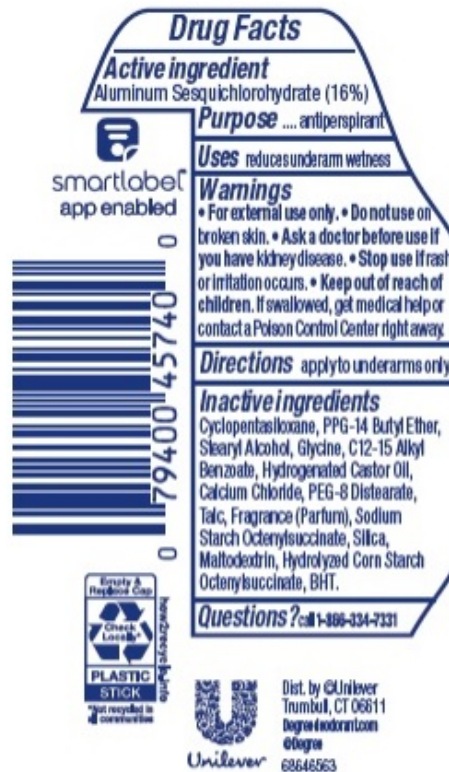 Drug Facts
Active ingredient
Aluminum Sesquichlorohydrate (16%)
Purpose .... antiperspirant
Uses reduces underarm wetness
Warnings
• For external use only. • Do not use on
broken skin. • Ask a doctor before use if
you have kidney disease. • Stop use if rash
or irritation occurs. • Keep out of reach of
children. If swallowed, get medical help or
contact a Poison Control Center right away.
Directions apply to underarms only
Inactive ingredients
Cyclopentasiloxane, PPG-14 Butyl Ether,
Stearyl Alcohol, Glycine, C12-15 Alkyl
Benzoate, Hydrogenated Castor Oil,
Calcium Chloride, PEG-8 Distearate,
Talc, Fragrance (Parfum), Sodium
Starch Octenylsuccinate, Silica,
Maltodextrin, Hydrolyzed Corn Starch
Octenylsuccinate, BHT.
Questions? call 1-866-334-7331
smartlabel
app enabled
0 79400 45740 0
Empty &
Replace Cap
Check
Locally*
PLASTIC
STICK
*Not recycled in
all communities
how2recycle.info
Unilever
Dist. by ©Unilever
Trumbull, CT 06611
Degreedeodorant.com
@Degree
68646563